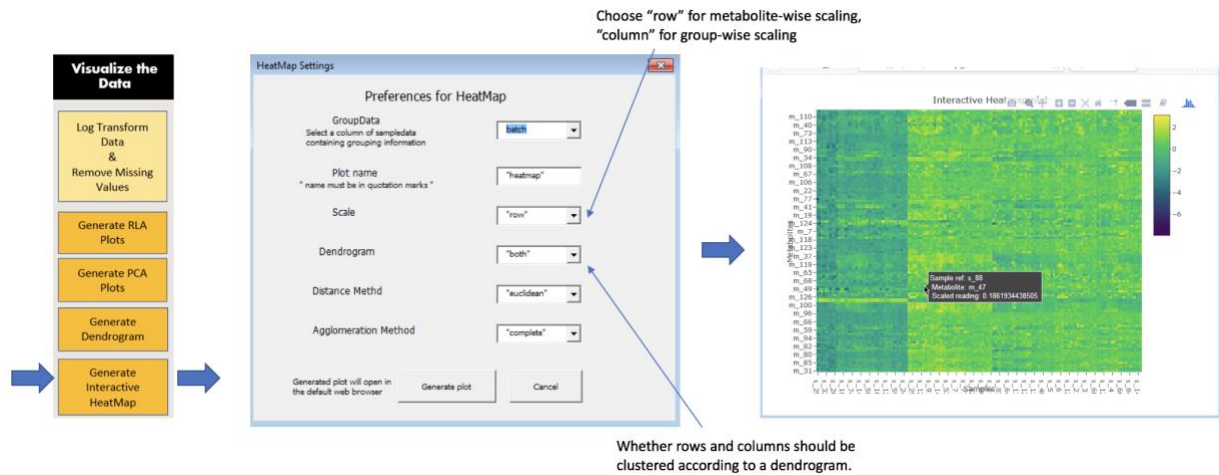 Choose “row” for metabolite-wise scaling,
“column” for group-wise scaling
Visualize the
Data
Log Transform
Data
&
Remove Missing
Values
Generate RLA
Plots
Generate PCA
Plots
Generate
Dendrogram
Generate
Interactive
HeatMap
HeatMap Settings
Preferences for HeatMap
GroupData
Select a column of sampledata
containing grouping information
batch
Plot name
" name must be in quotation marks "
"heatmap"
Scale
"row"
Dendrogram
"both"
Distance Methd
"euclidean"
Agglomeration Method
"complete"
Generated plot will open in
the default web browser
Generate plot
Cancel
Interactive
m_110
m_40
m_73
m_113
m_90
m_34
m_108
m_67
m_106
m_22
m_77
m_41
m_19
m_124
m_7
m_118
m_123
m_37
m_119
m_65
m_68
m_49
m_126
m_100
m_96
m_66
m_59
m_94
m_82
m_80
m_85
m_31
Metabolites
Samples
Sample ref: s_88
Metabolite: m_47
Scaled reading: 0.1861934438505
2
0
−2
−4
−6
Whether rows and columns should be
clustered according to a dendrogram.